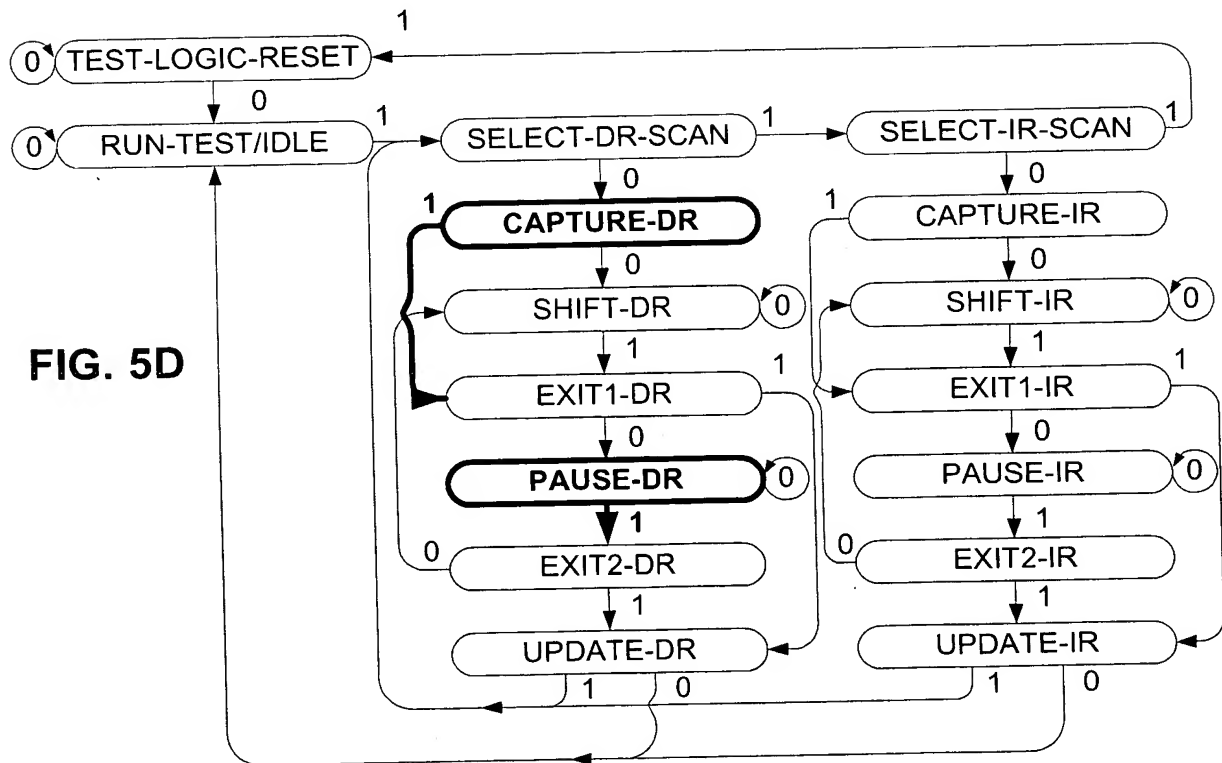 1
0 TEST-LOGIC-RESET
0
0 RUN-TEST/IDLE 1
SELECT-DR-SCAN 1
SELECT-IR-SCAN 1
0
0
1 CAPTURE-DR
1 CAPTURE-IR
0
0
SHIFT-DR 0
SHIFT-IR 0
1
1
FIG. 5D
EXIT1-DR 1
EXIT1-IR 1
0
0
PAUSE-DR 0
PAUSE-IR 0
1
1
0 EXIT2-DR
0 EXIT2-IR
1
1
UPDATE-DR
UPDATE-IR
1 0
1 0